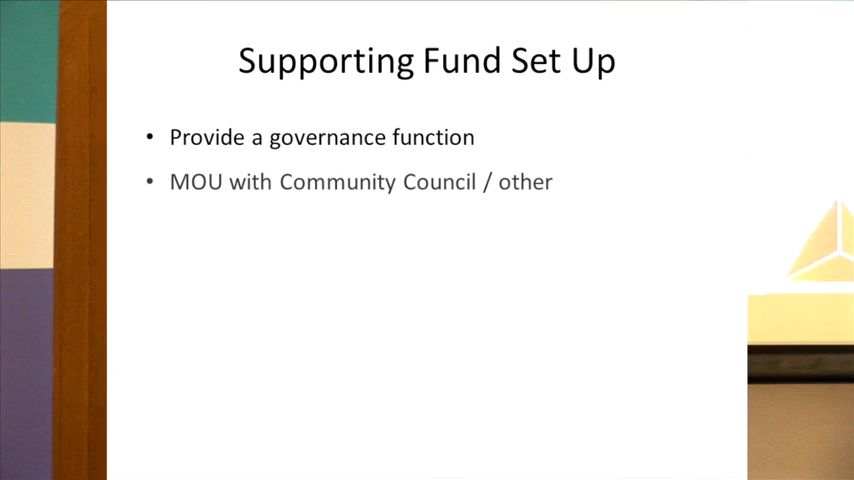 Supporting Fund Set Up
• Provide a governance function
• MOU with Community Council / other